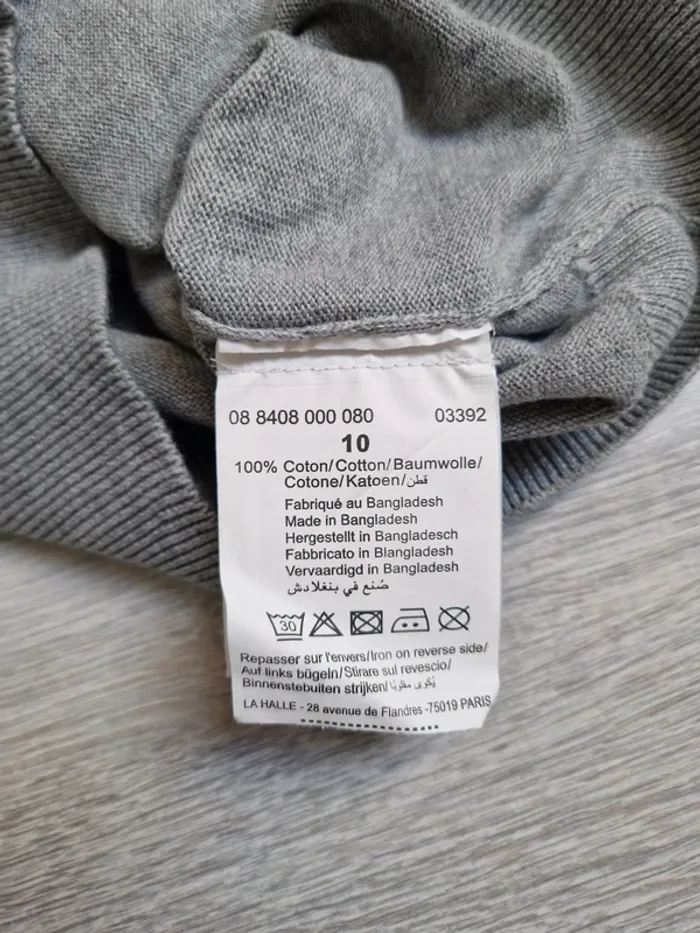 08 8408 000 080 03392
10
100% Coton/Cotton/Baumwolle/
Cotone/Katoen/قطن
Fabriqué au Bangladesh
Made in Bangladesh
Hergestellt in Bangladesch
Fabbricato in Blangladesh
Vervaardigd in Bangladesh
صُنع في بنغلادش
30
Repasser sur l'envers/Iron on reverse side/
Auf links bügeln/Stirare sul revescio/
Binnenstebuiten strijken/يُكوى مقلوبًا
LA HALLE - 28 avenue de Flandres -75019 PARIS